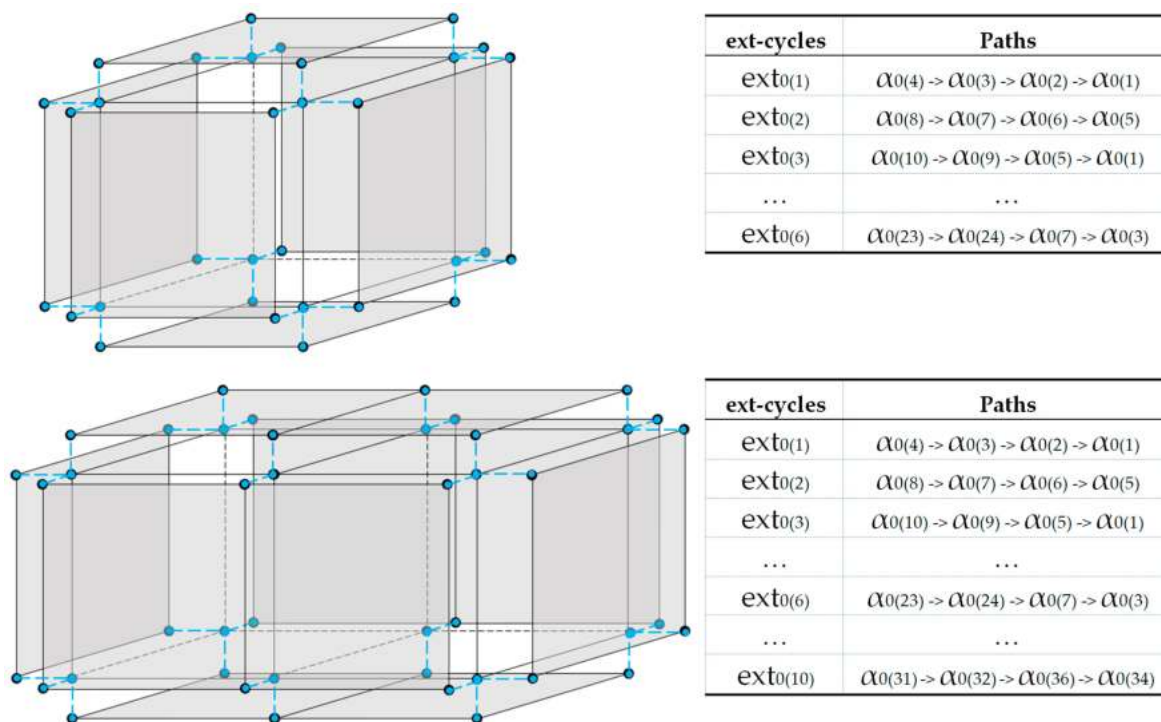 ext-cycles Paths
ext0(1) α0(4) -> α0(3) -> α0(2) -> α0(1)
ext0(2) α0(8) -> α0(7) -> α0(6) -> α0(5)
ext0(3) α0(10) -> α0(9) -> α0(5) -> α0(1)
... ...
ext0(6) α0(23) -> α0(24) -> α0(7) -> α0(3)
ext-cycles Paths
ext0(1) α0(4) -> α0(3) -> α0(2) -> α0(1)
ext0(2) α0(8) -> α0(7) -> α0(6) -> α0(5)
ext0(3) α0(10) -> α0(9) -> α0(5) -> α0(1)
... ...
ext0(6) α0(23) -> α0(24) -> α0(7) -> α0(3)
... ...
ext0(10) α0(31) -> α0(32) -> α0(36) -> α0(34)